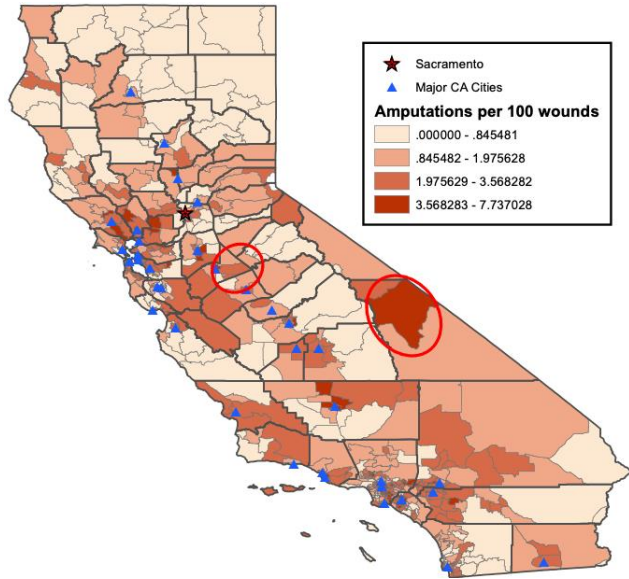 Sacramento
Major CA Cities
Amputations per 100 wounds
.000000 - .845481
.845482 - 1.975628
1.975629 - 3.568282
3.568283 - 7.737028